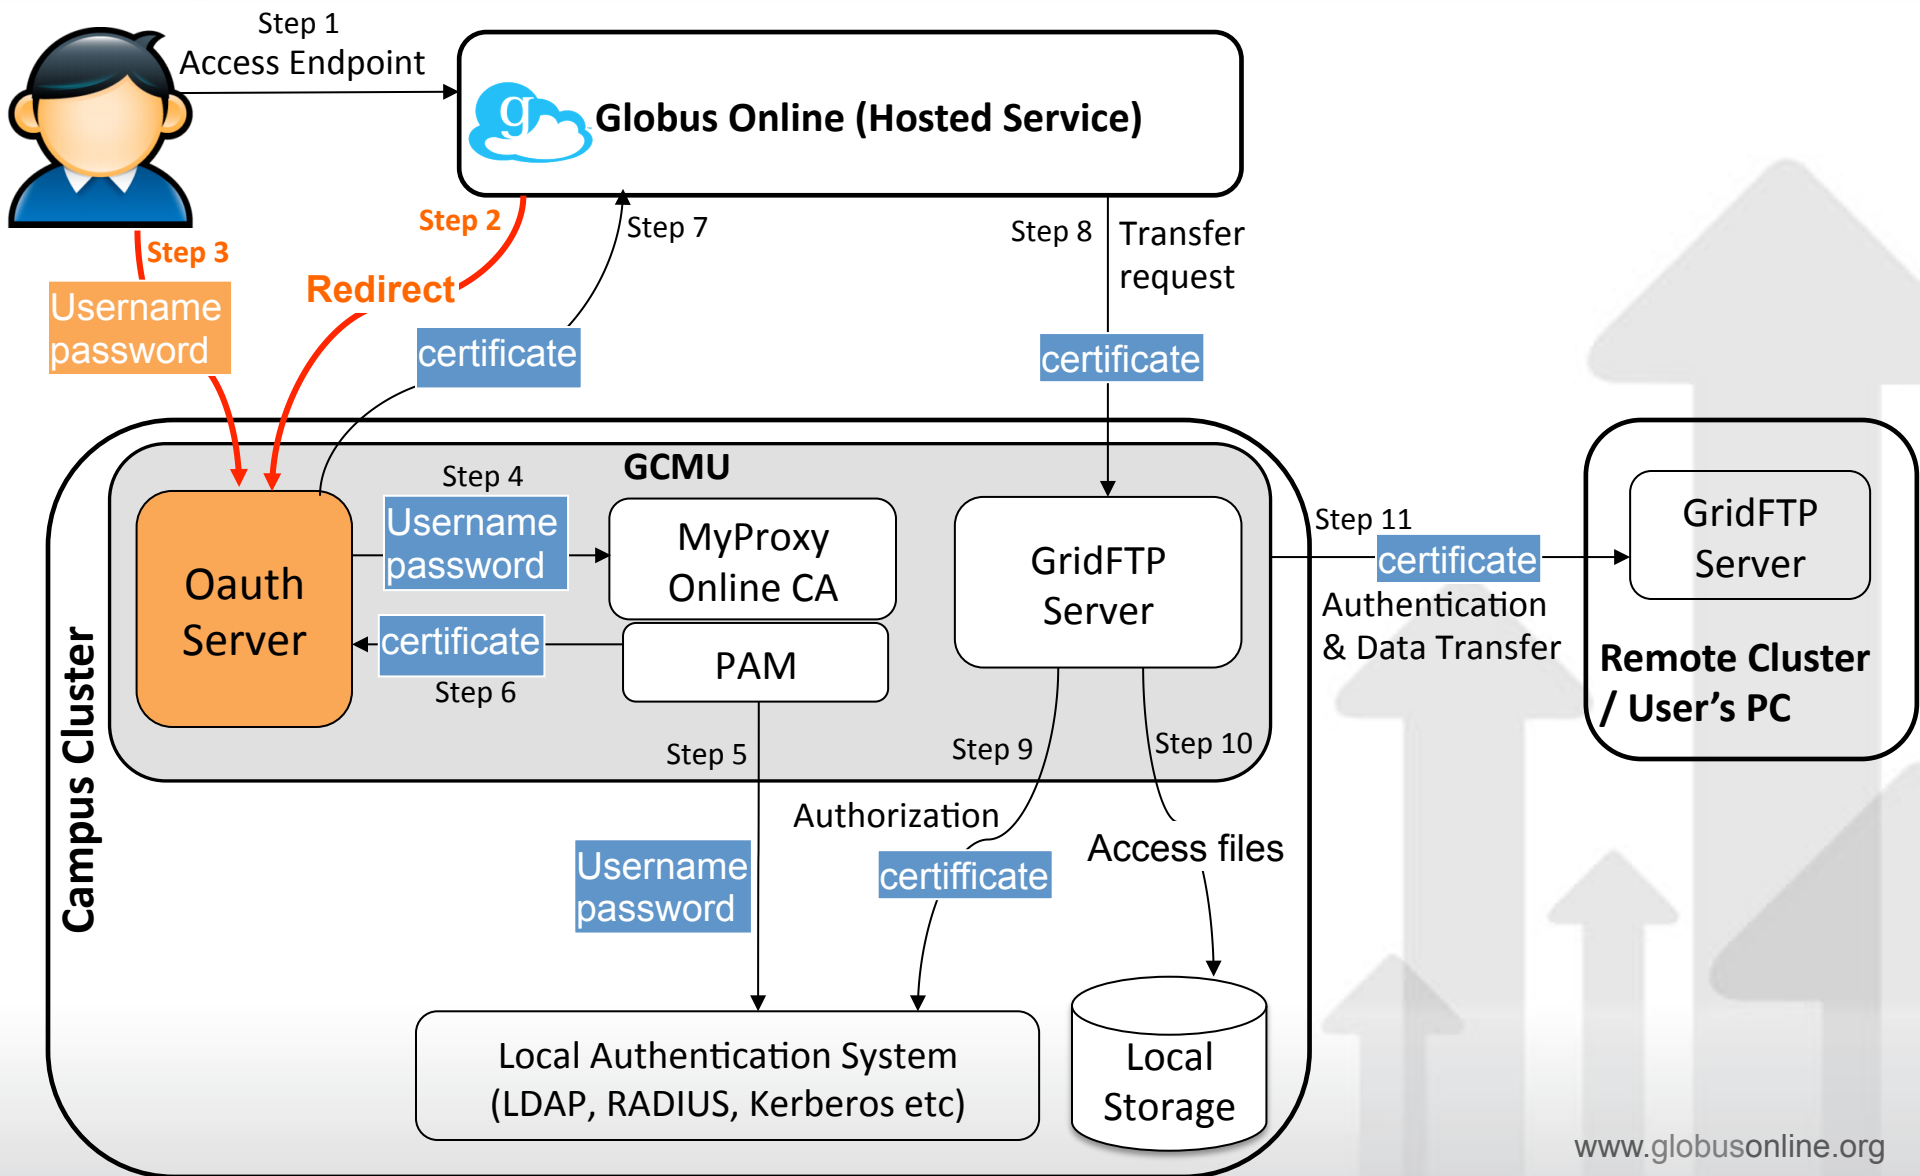 Step 1
Access Endpoint
g
Globus Online (Hosted Service)
Step 2
Redirect
Step 3
Username
password
Step 7
certificate
Step 8
Transfer
request
certificate
Campus Cluster
GCMU
Oauth
Server
Step 4
Username
password
MyProxy
Online CA
PAM
certificate
Step 6
GridFTP
Server
Step 11
certificate
Authentication
& Data Transfer
GridFTP
Server
Remote Cluster
/ User's PC
Step 5
Username
password
Step 9
Authorization
certifficate
Step 10
Access files
Local Authentication System
(LDAP, RADIUS, Kerberos etc)
Local
Storage
www.globusonline.org